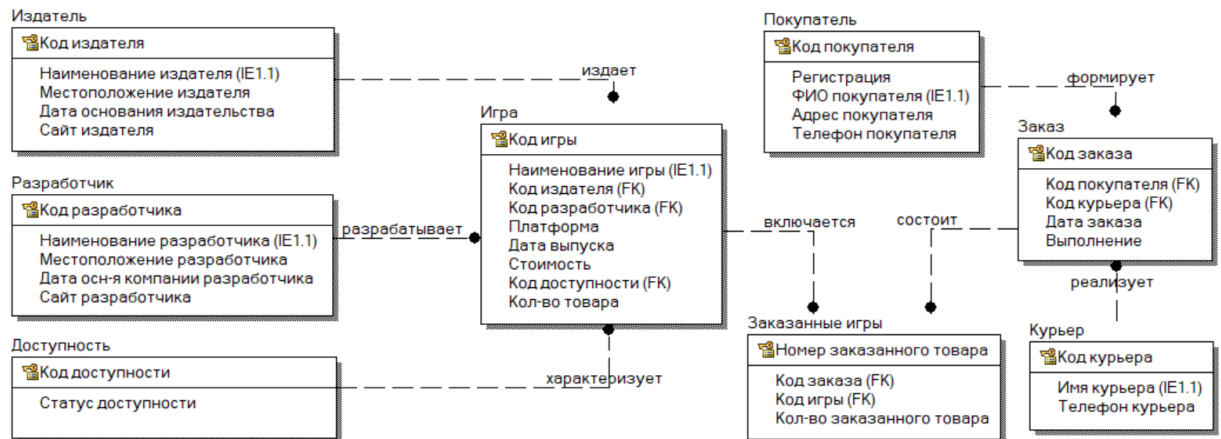 Издатель
Код издателя
Наименование издателя (IE1.1)
Местоположение издателя
Дата основания издательства
Сайт издателя
издает
Разработчик
Код разработчика
Наименование разработчика (IE1.1)
Местоположение разработчика
Дата осн-я компании разработчика
Сайт разработчика
разрабатывает
Доступность
Код доступности
Статус доступности
характеризует
Игра
Код игры
Наименование игры (IE1.1)
Код издателя (FK)
Код разработчика (FK)
Платформа
Дата выпуска
Стоимость
Код доступности (FK)
Кол-во товара
включается
Покупатель
Код покупателя
Регистрация
ФИО покупателя (IE1.1)
Адрес покупателя
Телефон покупателя
формирует
Заказ
Код заказа
Код покупателя (FK)
Код курьера (FK)
Дата заказа
Выполнение
состоит
реализует
Заказанные игры
Номер заказанного товара
Код заказа (FK)
Код игры (FK)
Кол-во заказанного товара
Курьер
Код курьера
Имя курьера (IE1.1)
Телефон курьера